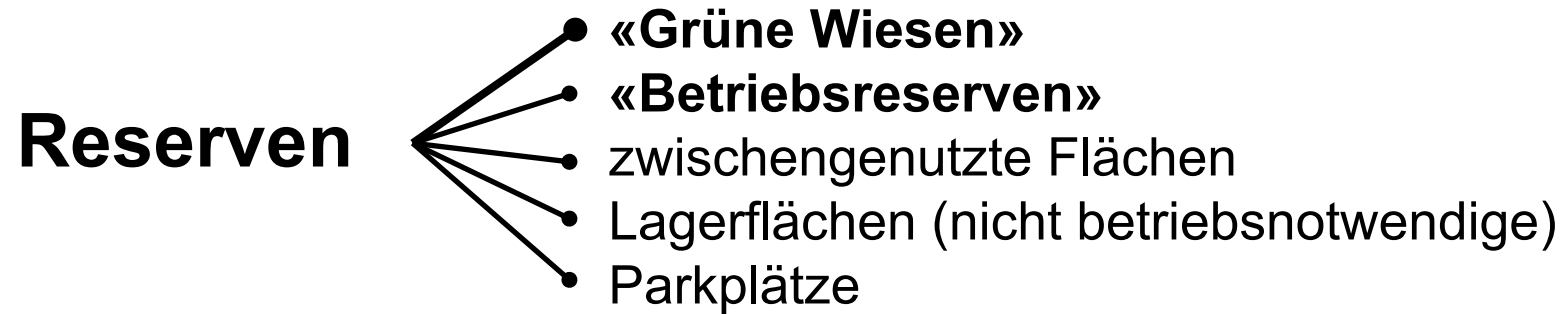 Reserven
«Grüne Wiesen»
«Betriebsreserven»
zwischengenutzte Flächen
Lagerflächen (nicht betriebsnotwendige)
Parkplätze